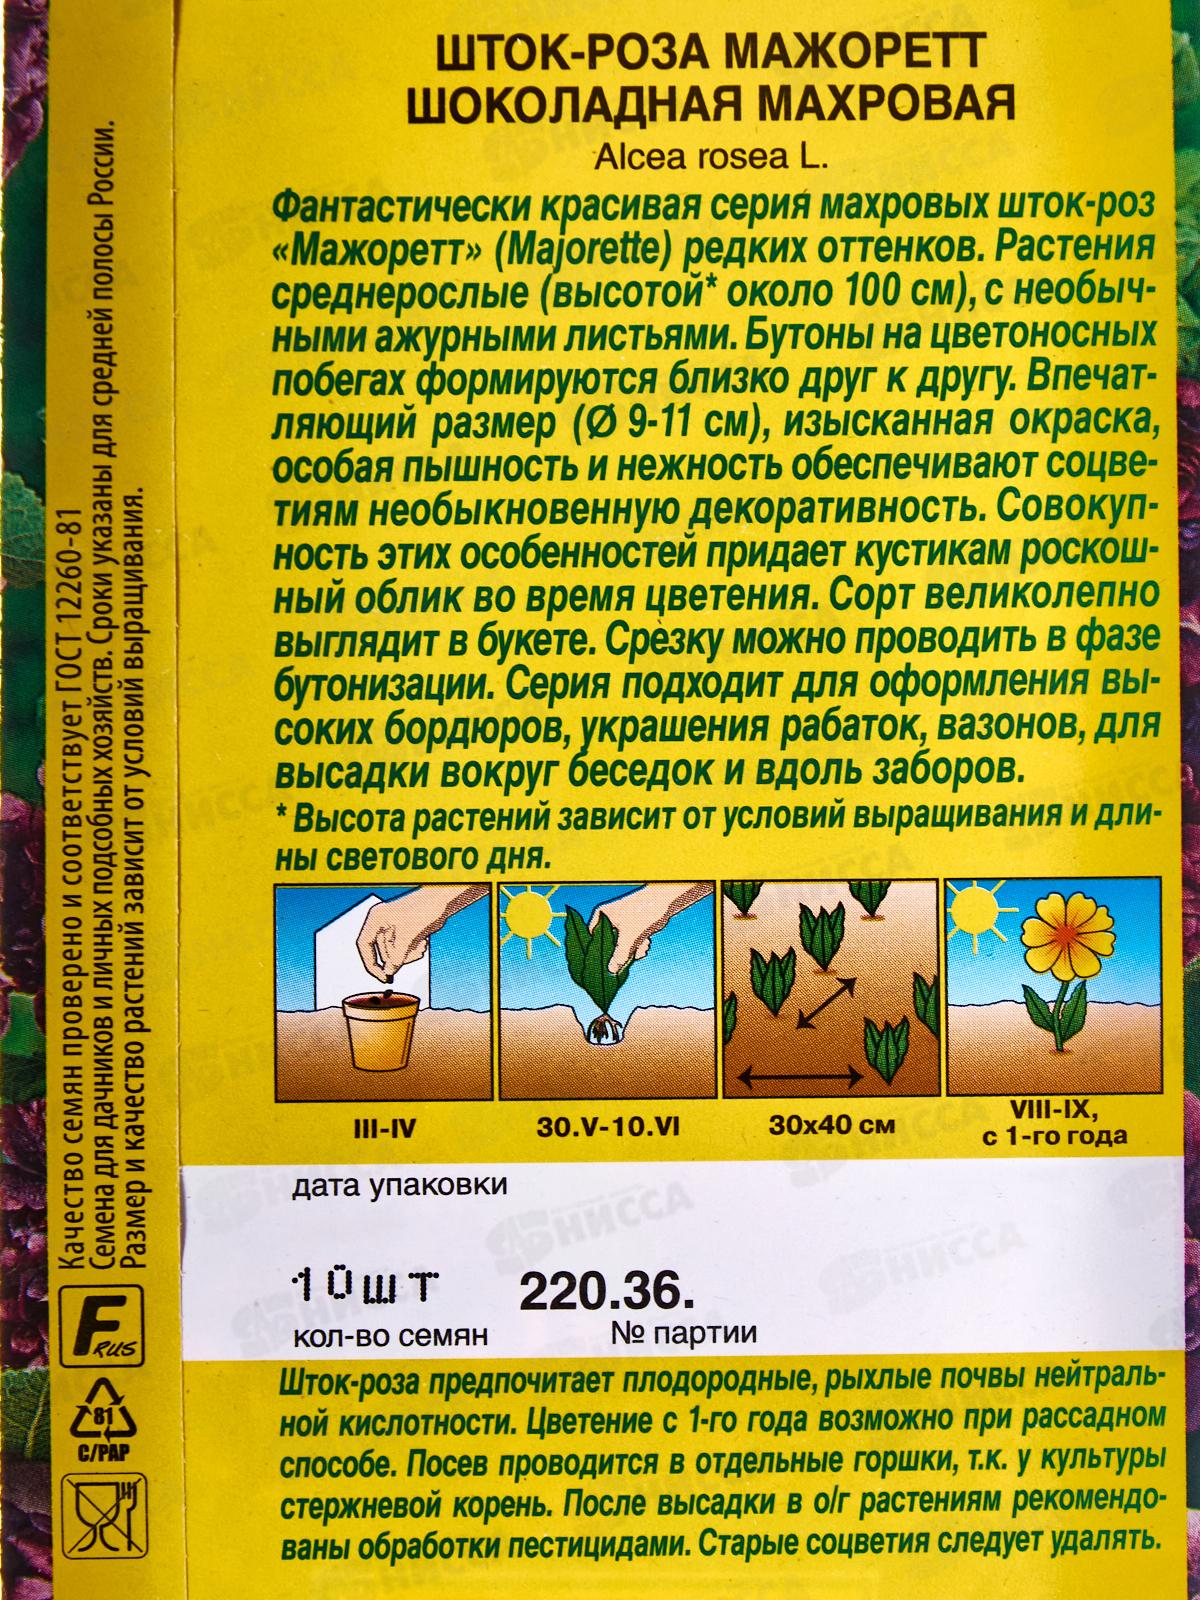 ШТОК-РОЗА МАЖОРЕТТ
ШОКОЛАДНАЯ МАХРОВАЯ
Alcea rosea L.
Фантастически красивая серия махровых шток-роз
«Мажоретт» (Majorette) редких оттенков. Растения
среднерослые (высотой* около 100 см), с необыч-
ными ажурными листьями. Бутоны на цветоносных
побегах формируются близко друг к другу. Впечат-
ляющий размер (Ø 9-11 см), изысканная окраска,
особая пышность и нежность обеспечивают соцве-
тиям необыкновенную декоративность. Совокуп-
ность этих особенностей придает кустикам роскош-
ный облик во время цветения. Сорт великолепно
выглядит в букете. Срезку можно проводить в фазе
бутонизации. Серия подходит для оформления вы-
соких бордюров, украшения рабаток, вазонов, для
высадки вокруг беседок и вдоль заборов.
* Высота растений зависит от условий выращивания и дли-
ны светового дня.
III-IV
30.V-10.VI
30х40 см
VIII-IX,
с 1-го года
дата упаковки
10шт 220.36.
кол-во семян № партии
Шток-роза предпочитает плодородные, рыхлые почвы нейтраль-
ной кислотности. Цветение с 1-го года возможно при рассадном
способе. Посев проводится в отдельные горшки, т.к. у культуры
стержневой корень. После высадки в о/г растениям рекомендо-
ваны обработки пестицидами. Старые соцветия следует удалять.
Качество семян проверено и соответствует ГОСТ 12260-81
Семена для дачников и личных подсобных хозяйств. Сроки указаны для средней полосы России.
Размер и качество растений зависит от условий выращивания.
F RUS
81
C/PAP